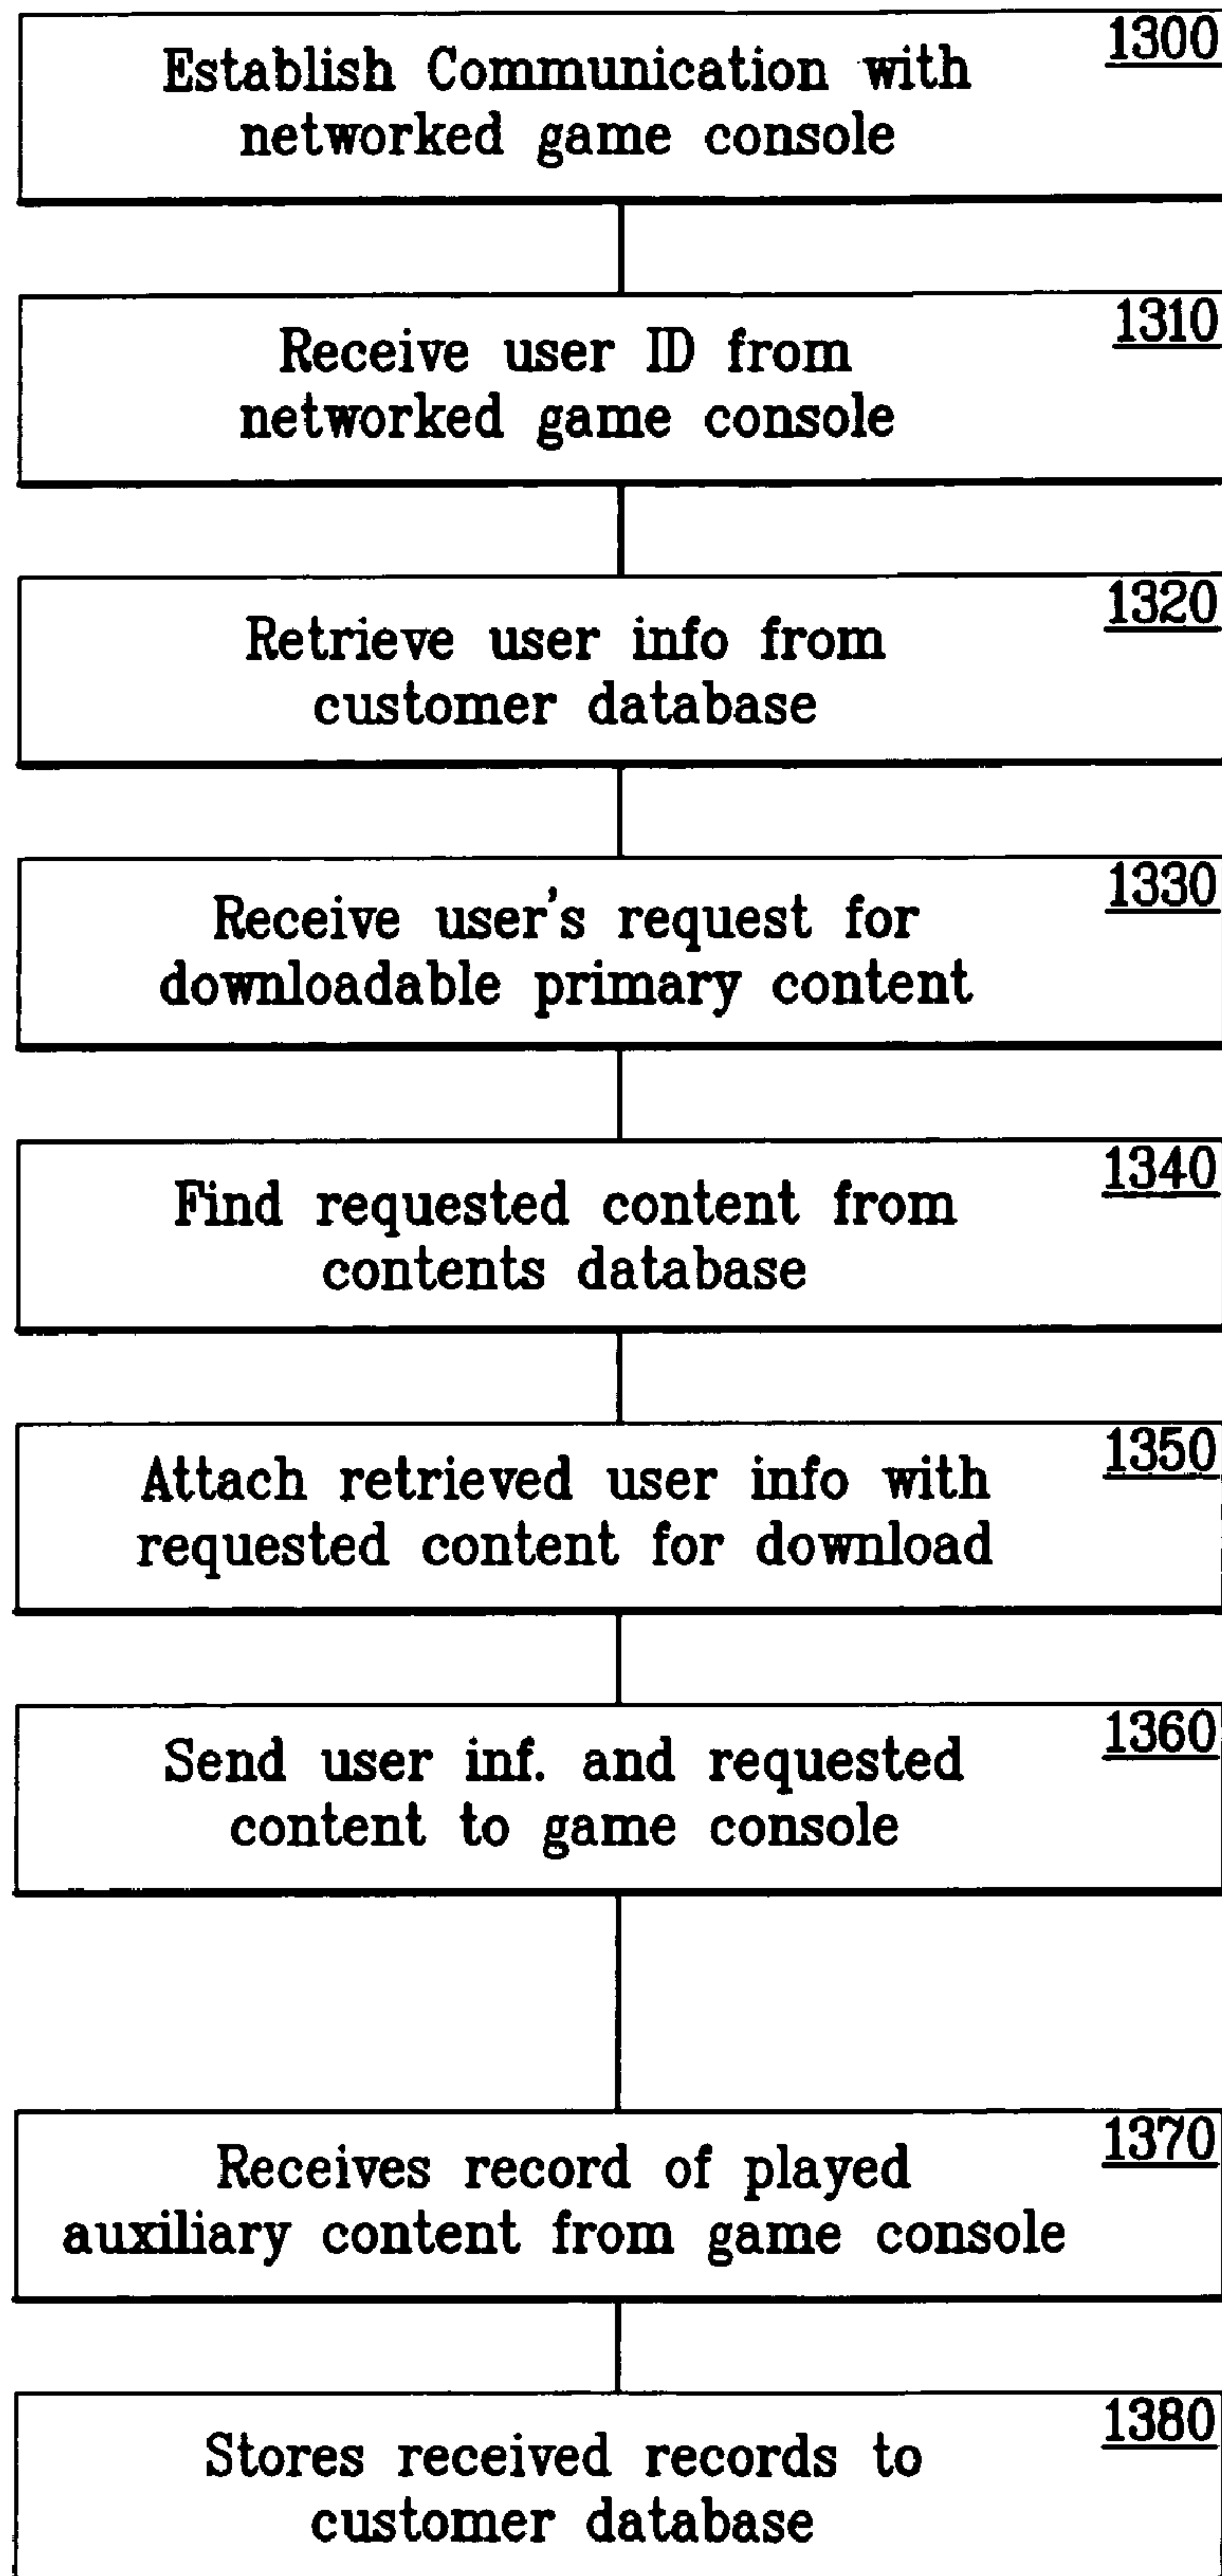 1300
Establish Communication with
networked game console
1310
Receive user ID from
networked game console
1320
Retrieve user info from
customer database
1330
Receive user's request for
downloadable primary content
1340
Find requested content from
contents database
1350
Attach retrieved user info with
requested content for download
1360
Send user inf. and requested
content to game console
1370
Receives record of played
auxiliary content from game console
1380
Stores received records to
customer database